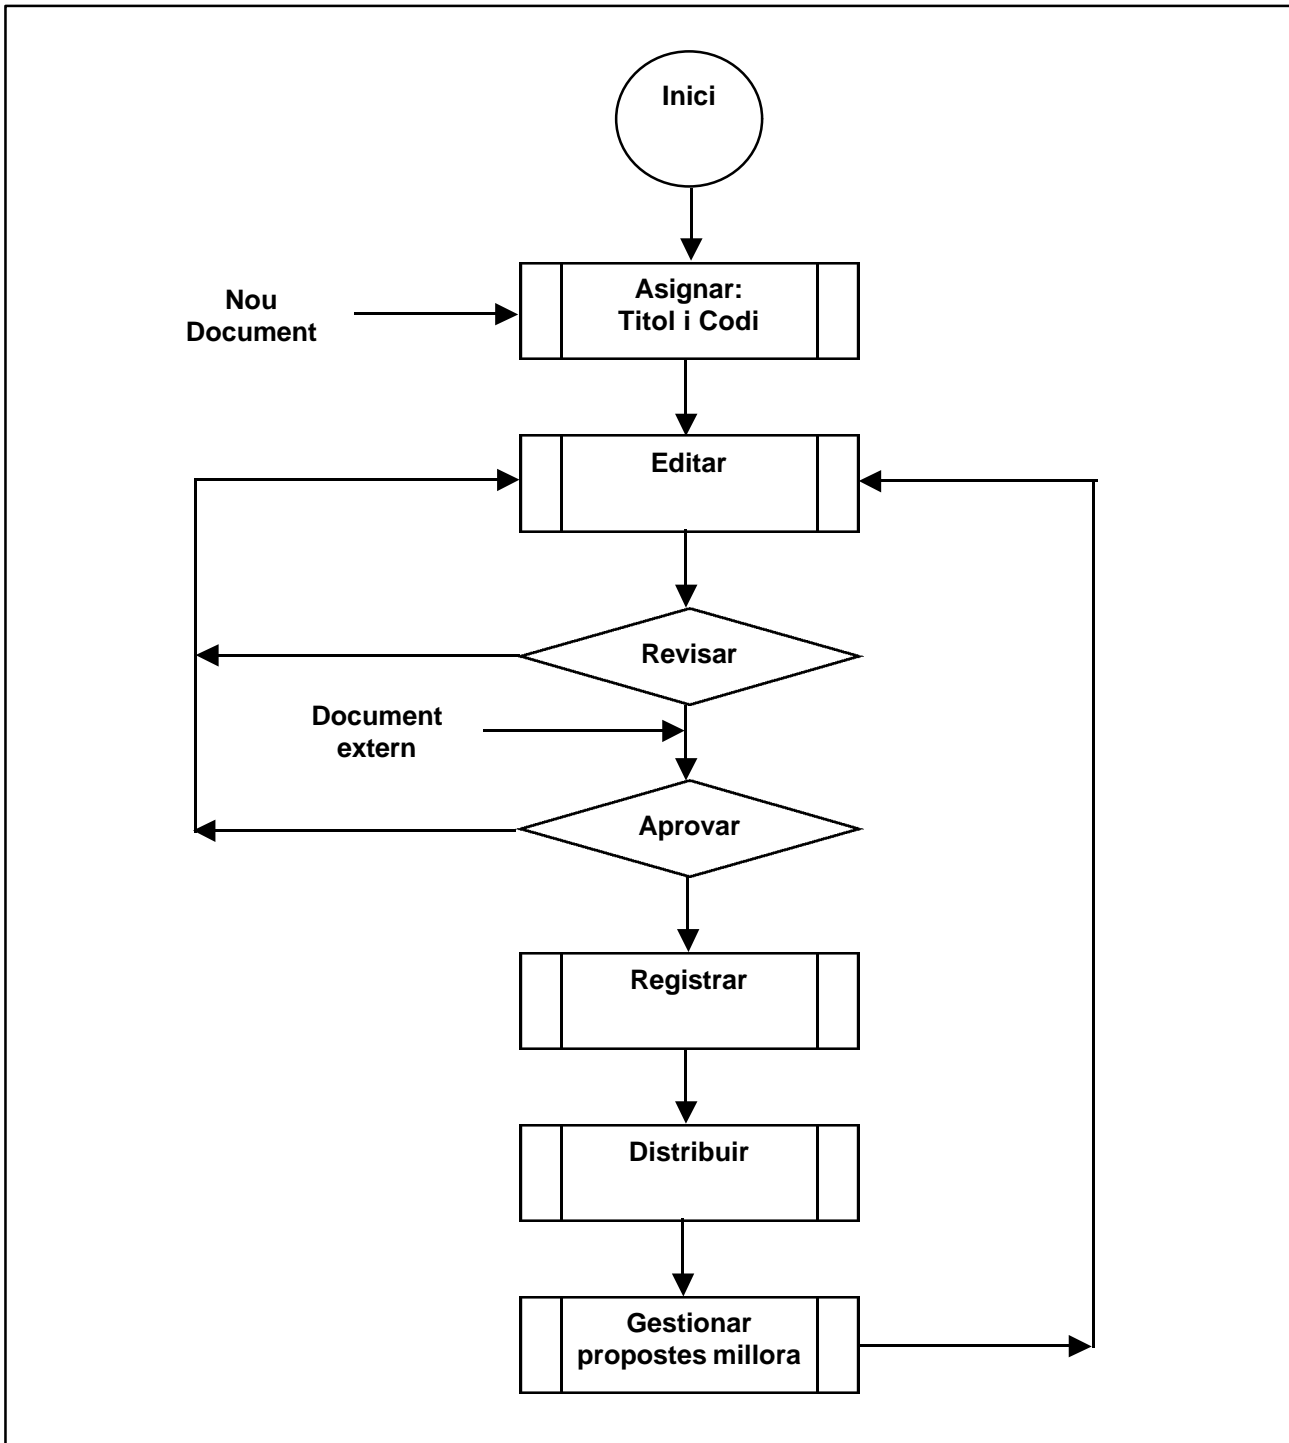 Inici
Asignar:
Titol i Codi
Nou
Document
Editar
Revisar
Document
extern
Aprovar
Registrar
Distribuir
Gestionar
propostes millora